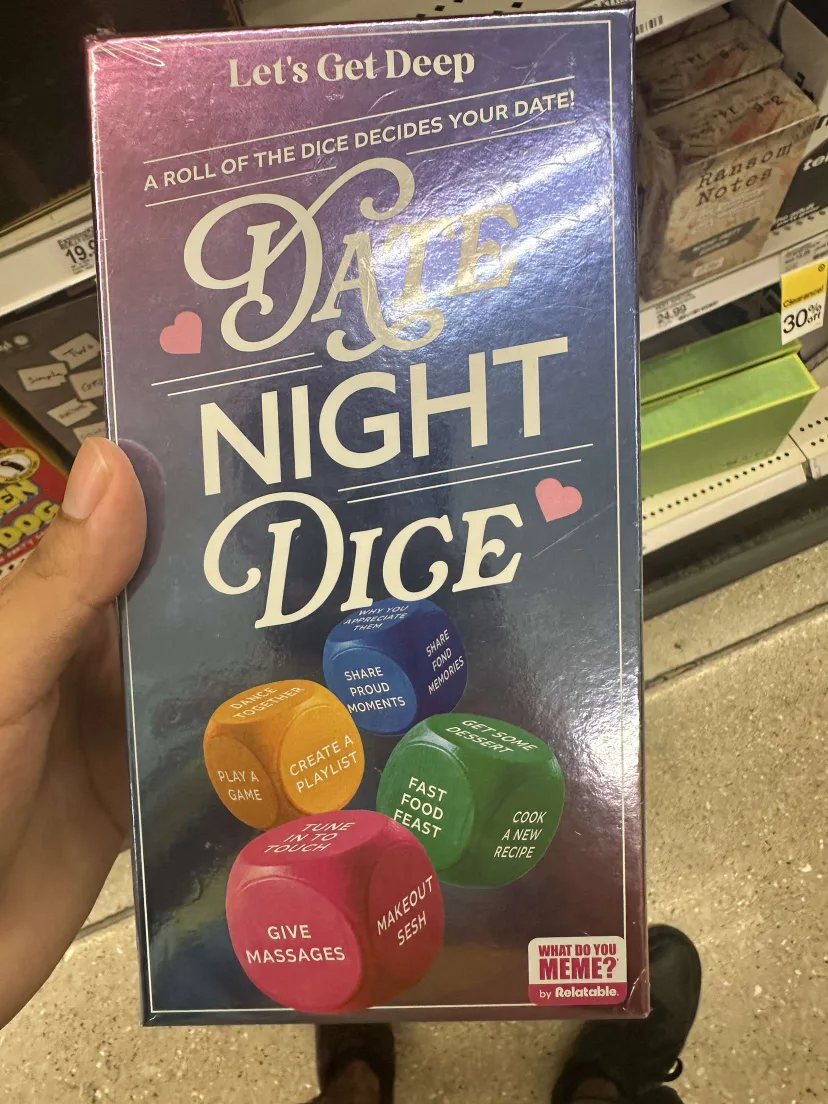 Let's Get Deep
A ROLL OF THE DICE DECIDES YOUR DATE!
DATE
NIGHT
DICE
WHY YOU
APPRECIATE
THEM
SHARE
PROUD
MOMENTS
SHARE
FOND
MEMORIES
DANCE
TOGETHER
PLAY A
GAME
CREATE A
PLAYLIST
GET SOME
DESSERT
FAST
FOOD
FEAST
COOK
A NEW
RECIPE
TUNE
IN TO
TOUCH
GIVE
MASSAGES
MAKEOUT
SESH
WHAT DO YOU
MEME?
by Relatable.
Ransom
Notes
24.99
Clearance!
30%
off
19.9